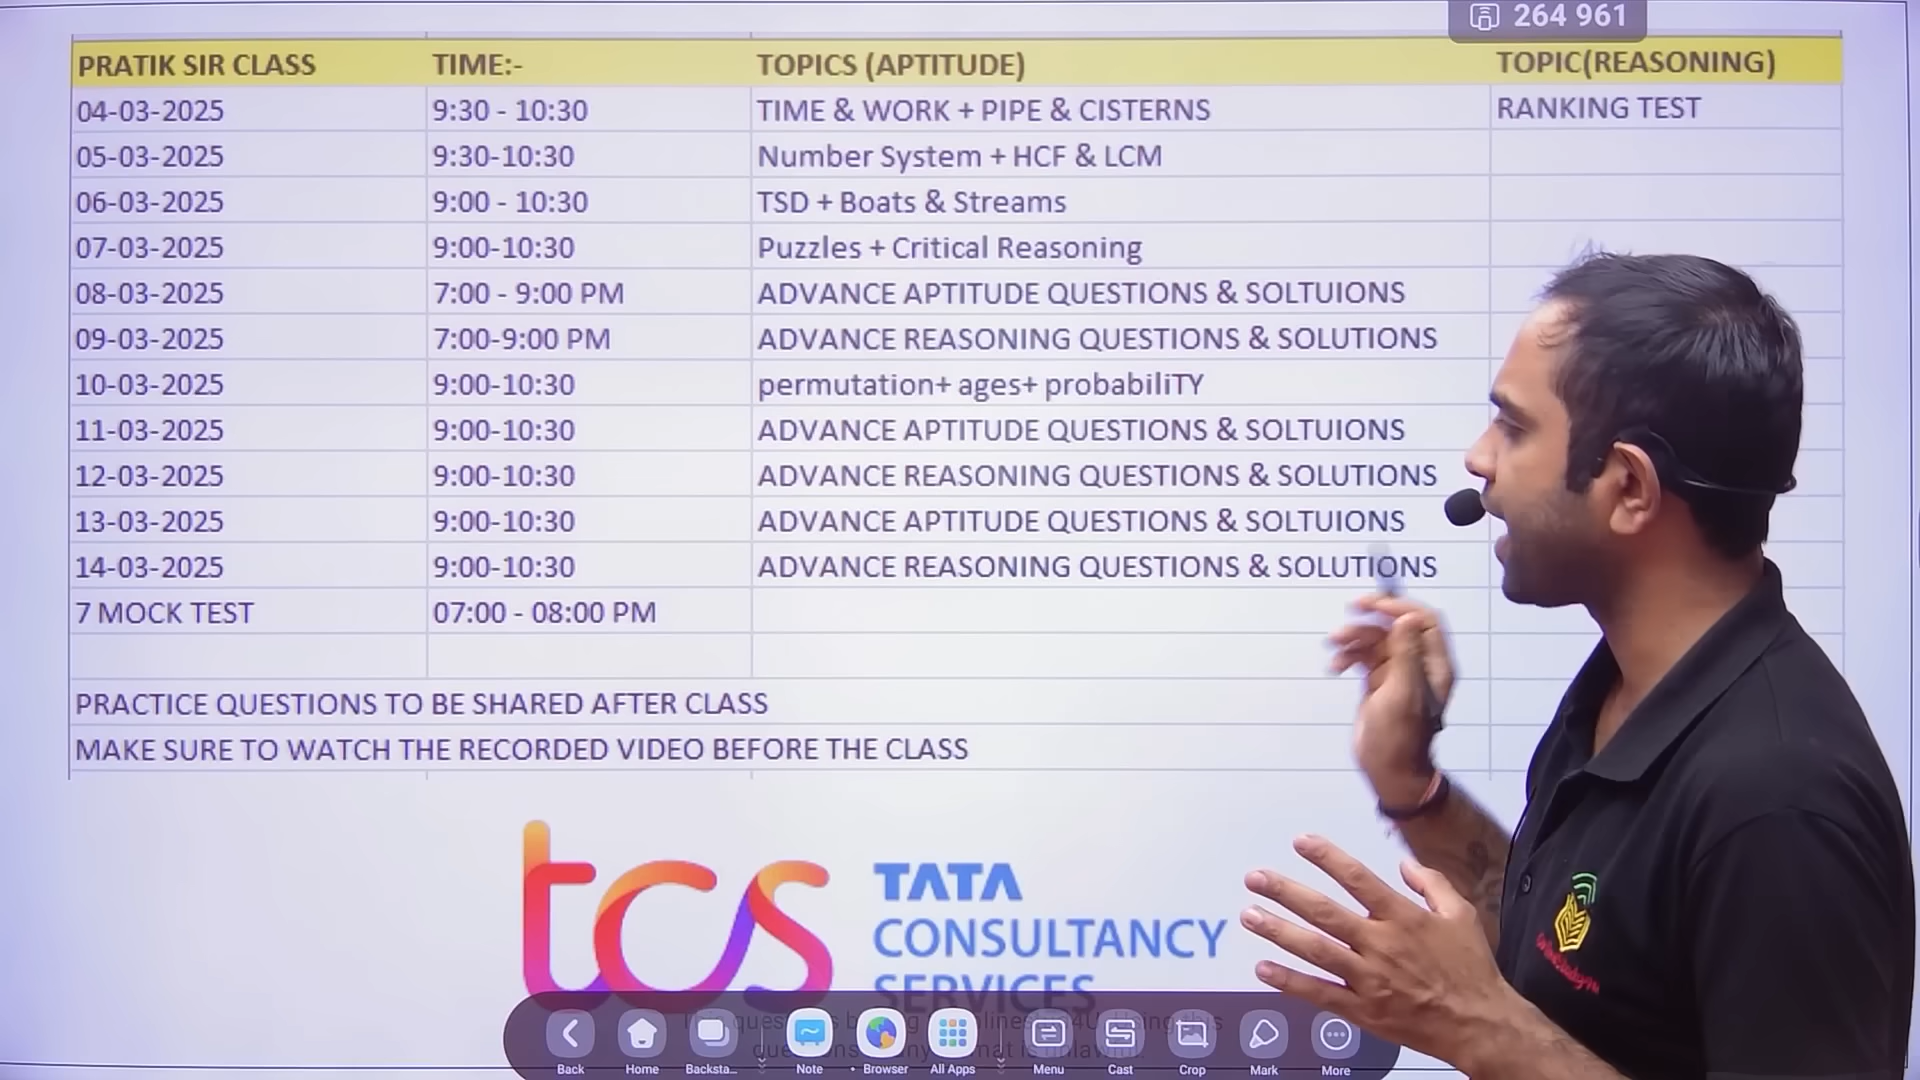 264 961
PRATIK SIR CLASS TIME:- TOPICS (APTITUDE) TOPIC(REASONING)
04-03-2025 9:30 - 10:30 TIME & WORK + PIPE & CISTERNS RANKING TEST
05-03-2025 9:30-10:30 Number System + HCF & LCM
06-03-2025 9:00 - 10:30 TSD + Boats & Streams
07-03-2025 9:00-10:30 Puzzles + Critical Reasoning
08-03-2025 7:00 - 9:00 PM ADVANCE APTITUDE QUESTIONS & SOLTUIONS
09-03-2025 7:00-9:00 PM ADVANCE REASONING QUESTIONS & SOLUTIONS
10-03-2025 9:00-10:30 permutation+ ages+ probabiliTY
11-03-2025 9:00-10:30 ADVANCE APTITUDE QUESTIONS & SOLTUIONS
12-03-2025 9:00-10:30 ADVANCE REASONING QUESTIONS & SOLUTIONS
13-03-2025 9:00-10:30 ADVANCE APTITUDE QUESTIONS & SOLTUIONS
14-03-2025 9:00-10:30 ADVANCE REASONING QUESTIONS & SOLUTIONS
7 MOCK TEST 07:00 - 08:00 PM
PRACTICE QUESTIONS TO BE SHARED AFTER CLASS
MAKE SURE TO WATCH THE RECORDED VIDEO BEFORE THE CLASS
tcs TATA
CONSULTANCY
SERVICES
Back Home Backsta... Note Browser All Apps Menu Cast Crop Mark More